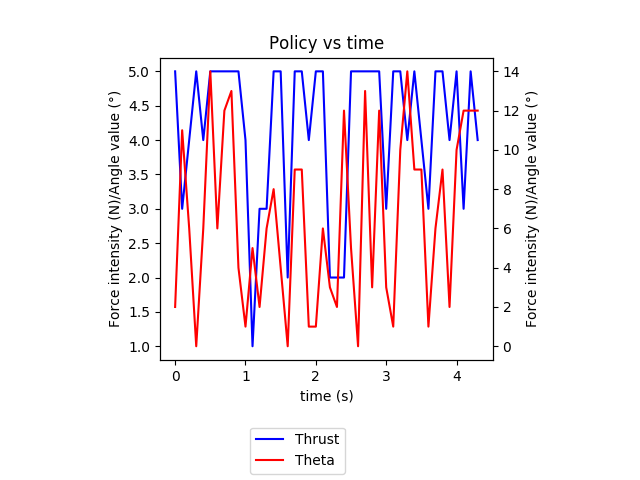 Policy vs time
5.0
4.5
4.0
3.5
3.0
2.5
2.0
1.5
1.0
Force intensity (N)/Angle value (°)
14
12
10
8
6
4
2
0
Force intensity (N)/Angle value (°)
0 1 2 3 4
time (s)
Thrust
Theta